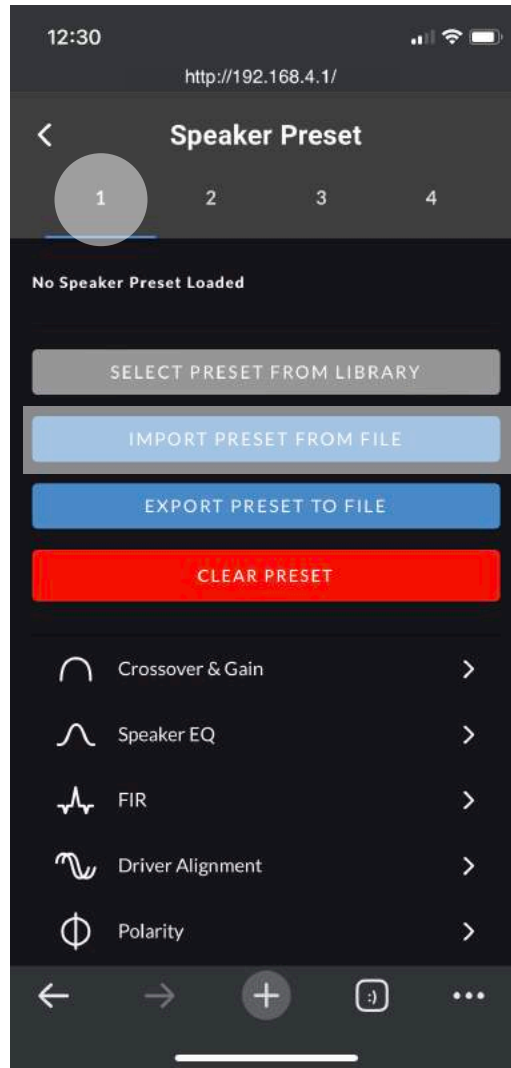 12:30
http://192.168.4.1/
Speaker Preset
1 2 3 4
No Speaker Preset Loaded
SELECT PRESET FROM LIBRARY
IMPORT PRESET FROM FILE
EXPORT PRESET TO FILE
CLEAR PRESET
Crossover & Gain
Speaker EQ
FIR
Driver Alignment
Polarity
:)